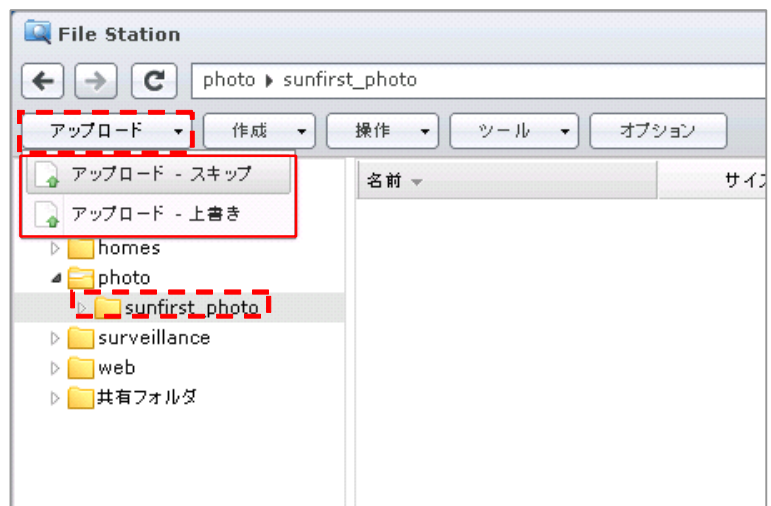 File Station
photo ▸ sunfirst_photo
アップロード 作成 操作 ツール オプション
アップロード - スキップ
アップロード - 上書き
名前
homes
photo
sunfirst_photo
surveillance
web
共有フォルダ